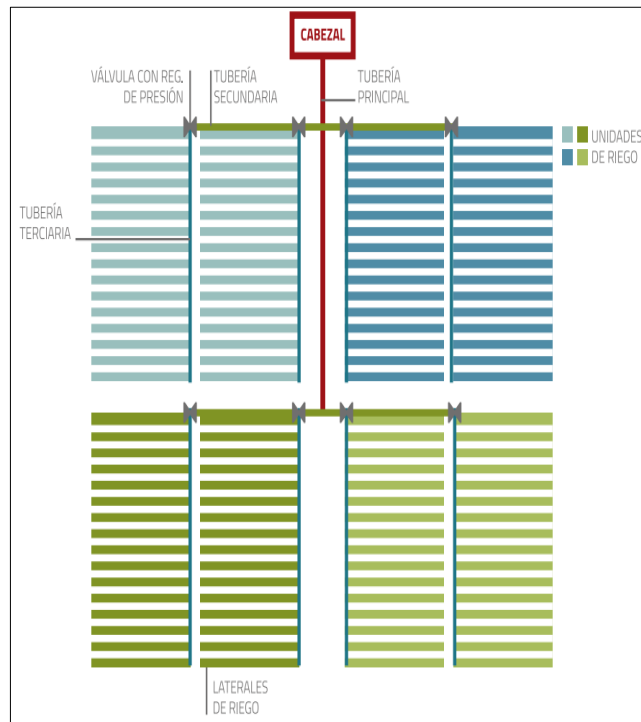 CABEZAL
VÁLVULA CON REG.
DE PRESIÓN
TUBERÍA
SECUNDARIA
TUBERÍA
PRINCIPAL
UNIDADES
DE RIEGO
TUBERÍA
TERCIARIA
LATERALES
DE RIEGO